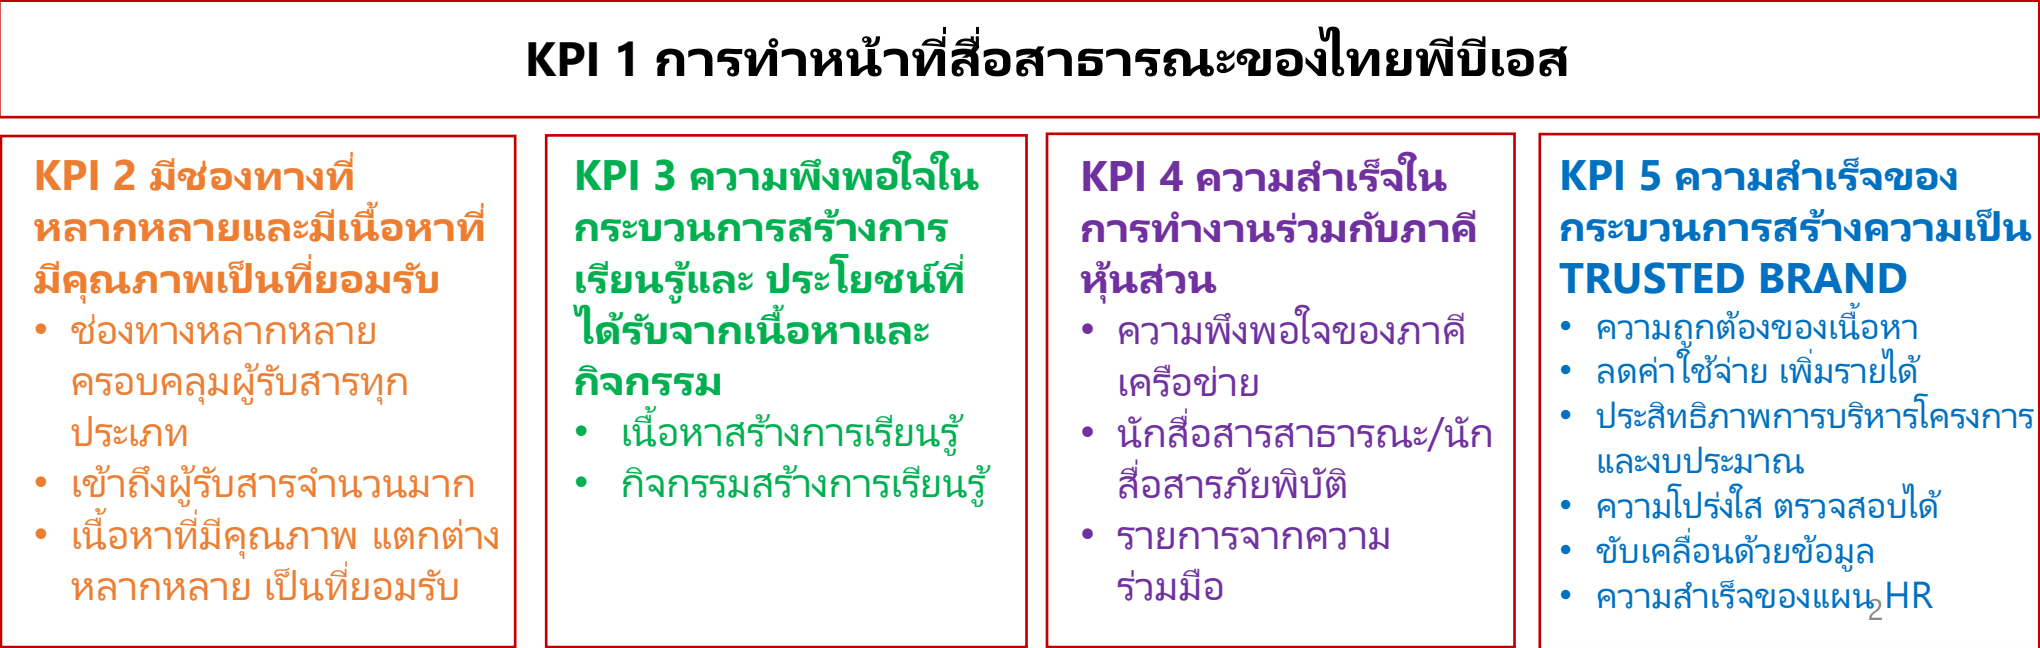 KPI 1 การทำหน้าที่สื่อสาธารณะของไทยพีบีเอส
KPI 2 มีช่องทางที่
หลากหลายและมีเนื้อหาที่
มีคุณภาพเป็นที่ยอมรับ
• ช่องทางหลากหลาย
ครอบคลุมผู้รับสารทุก
ประเภท
• เข้าถึงผู้รับสารจำนวนมาก
• เนื้อหาที่มีคุณภาพ แตกต่าง
หลากหลาย เป็นที่ยอมรับ
KPI 3 ความพึงพอใจใน
กระบวนการสร้างการ
เรียนรู้และ ประโยชน์ที่
ได้รับจากเนื้อหาและ
กิจกรรม
• เนื้อหาสร้างการเรียนรู้
• กิจกรรมสร้างการเรียนรู้
KPI 4 ความสำเร็จใน
การทำงานร่วมกับภาคี
หุ้นส่วน
• ความพึงพอใจของภาคี
เครือข่าย
• นักสื่อสารสาธารณะ/นัก
สื่อสารภัยพิบัติ
• รายการจากความ
ร่วมมือ
KPI 5 ความสำเร็จของ
กระบวนการสร้างความเป็น
TRUSTED BRAND
• ความถูกต้องของเนื้อหา
• ลดค่าใช้จ่าย เพิ่มรายได้
• ประสิทธิภาพการบริหารโครงการ
และงบประมาณ
• ความโปร่งใส ตรวจสอบได้
• ขับเคลื่อนด้วยข้อมูล
• ความสำเร็จของแผน HR
2